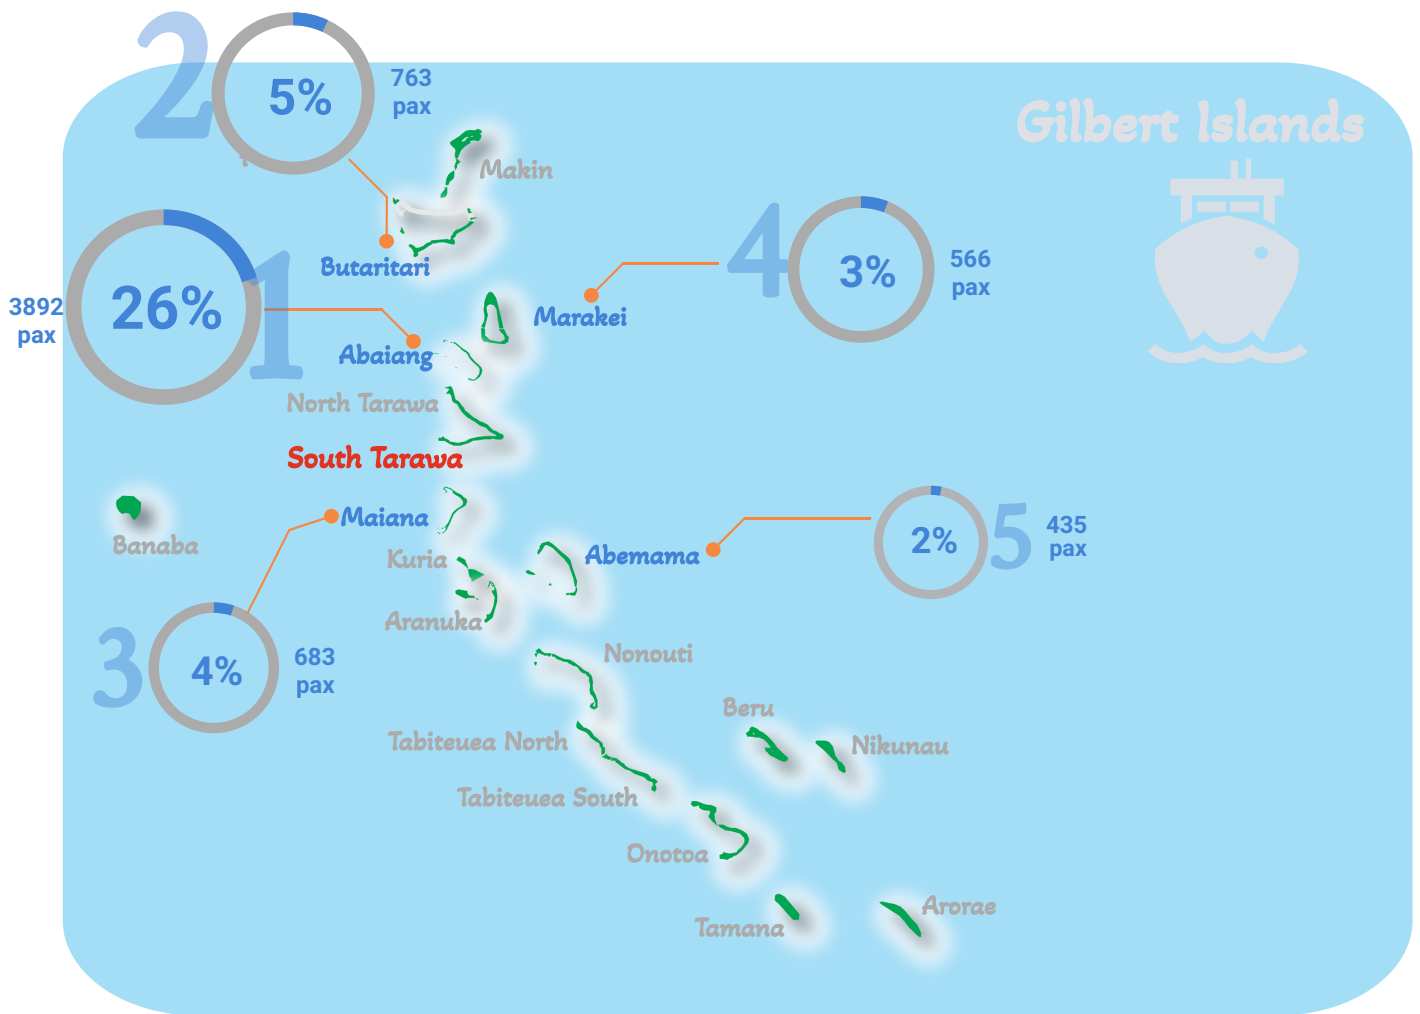 2
5%
763
pax
Gilbert Islands
Makin
4
3%
566
pax
Butaritari
3892
pax
26%
1
Marakei
Abaiang
North Tarawa
South Tarawa
Banaba
Maiana
Kuria
Abemama
2%
5
435
pax
Aranuka
3
4%
683
pax
Nonouti
Beru
Tabiteuea North
Nikunau
Tabiteuea South
Onotoa
Tamana
Arorae